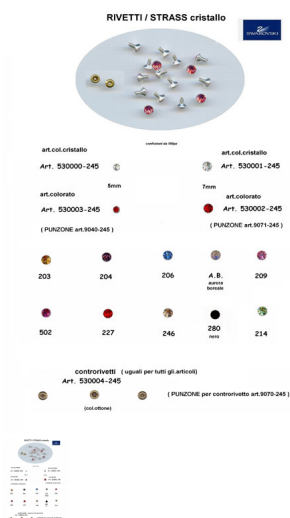 RIVETTI / STRASS cristallo
SWAROVSKI
confezioni da 100pz
art.col.cristallo
art.col.cristallo
Art. 530000-245
Art. 530001-245
5mm
7mm
art.colorato
art.colorato
Art. 530003-245
Art. 530002-245
( PUNZONE art.9040-245 )
( PUNZONE art.9071-245 )
203
204
206
A.B.
209
aurora
boreale
502
227
246
280
214
nero
controrivetti ( uguali per tutti gli.articoli)
Art. 530004-245
( PUNZONE per controrivetto art.9070-245 )
(col.ottone)
RIVETTI / STRASS cristallo